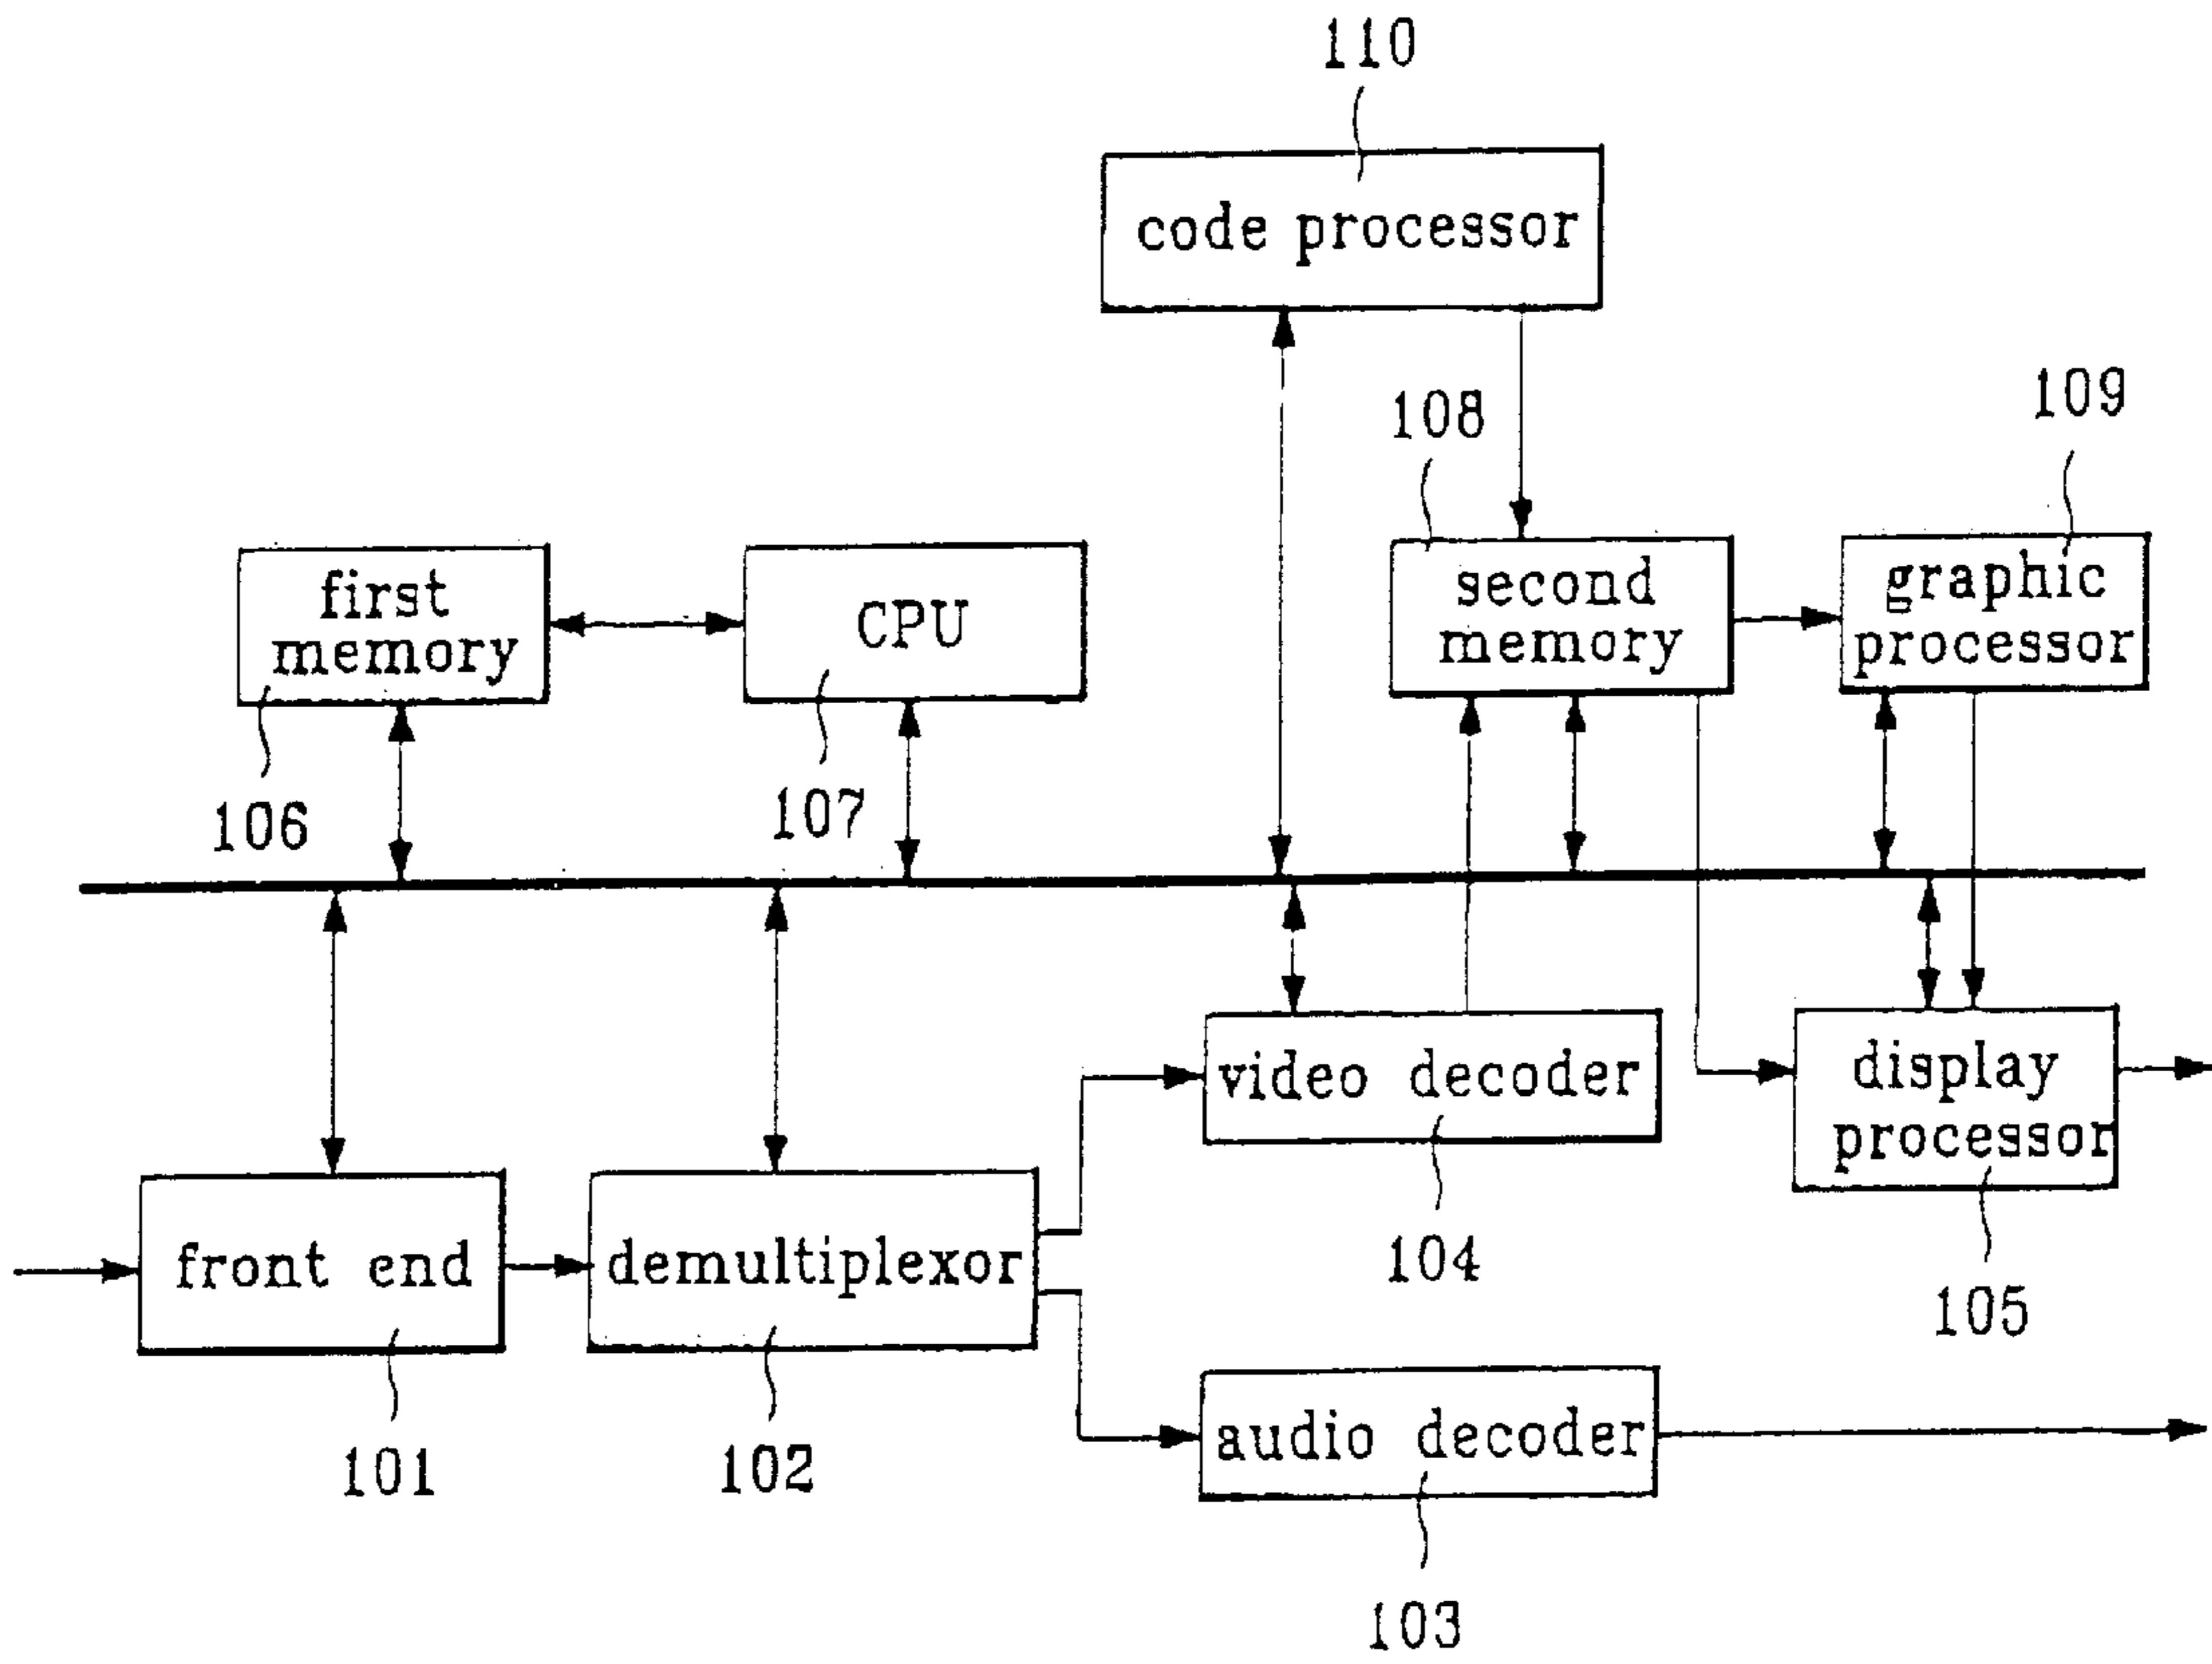 110
code processor
108
109
first
memory
CPU
second
memory
graphic
processor
106
107
video decoder
display
processor
front end
demultiplexor
104
105
audio decoder
101
102
103